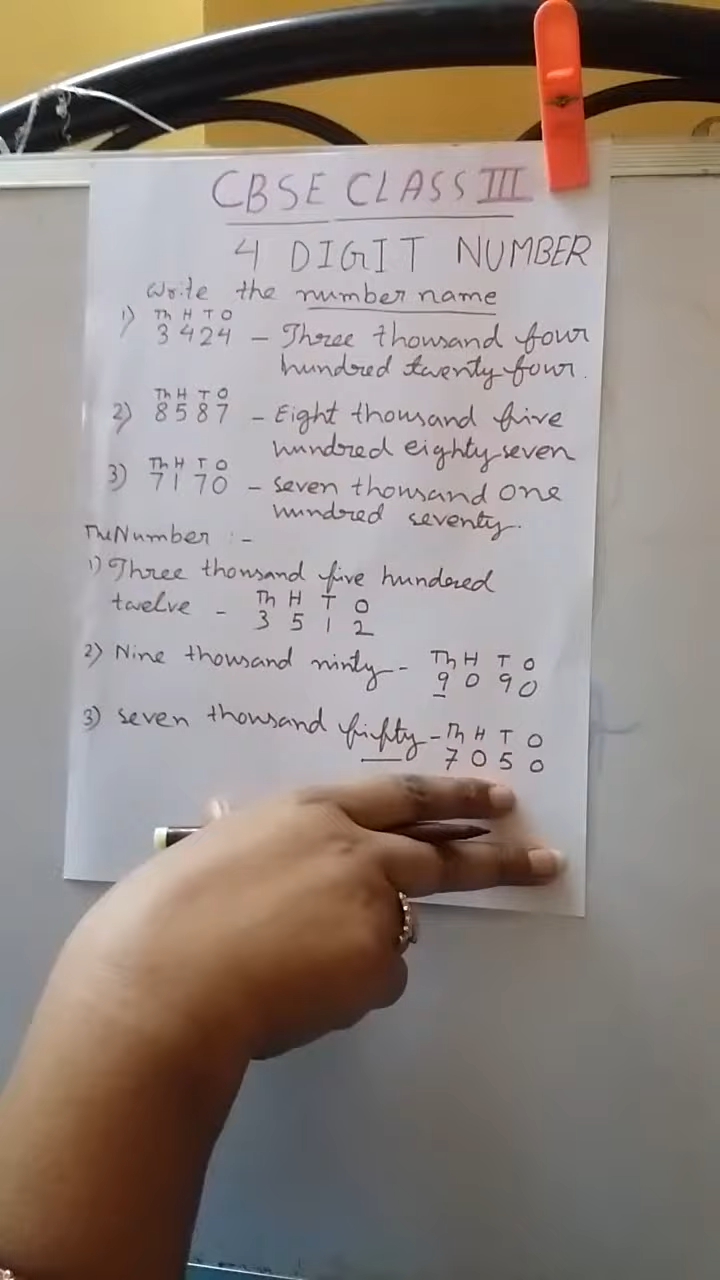 CBSE CLASS III
4 DIGIT NUMBER
Write the number name
Th H T O
1) 3 4 2 4 - Three thousand four
hundred twenty four.
Th H T O
2) 8 5 8 7 - Eight thousand five
hundred eighty seven
Th H T O
3) 7 1 7 0 - seven thousand one
hundred seventy.
The Number :-
1) Three thousand five hundred
twelve - Th H T O
3 5 1 2
2) Nine thousand ninty - Th H T O
9 0 9 0
3) seven thousand fifty - Th H T O
7 0 5 0